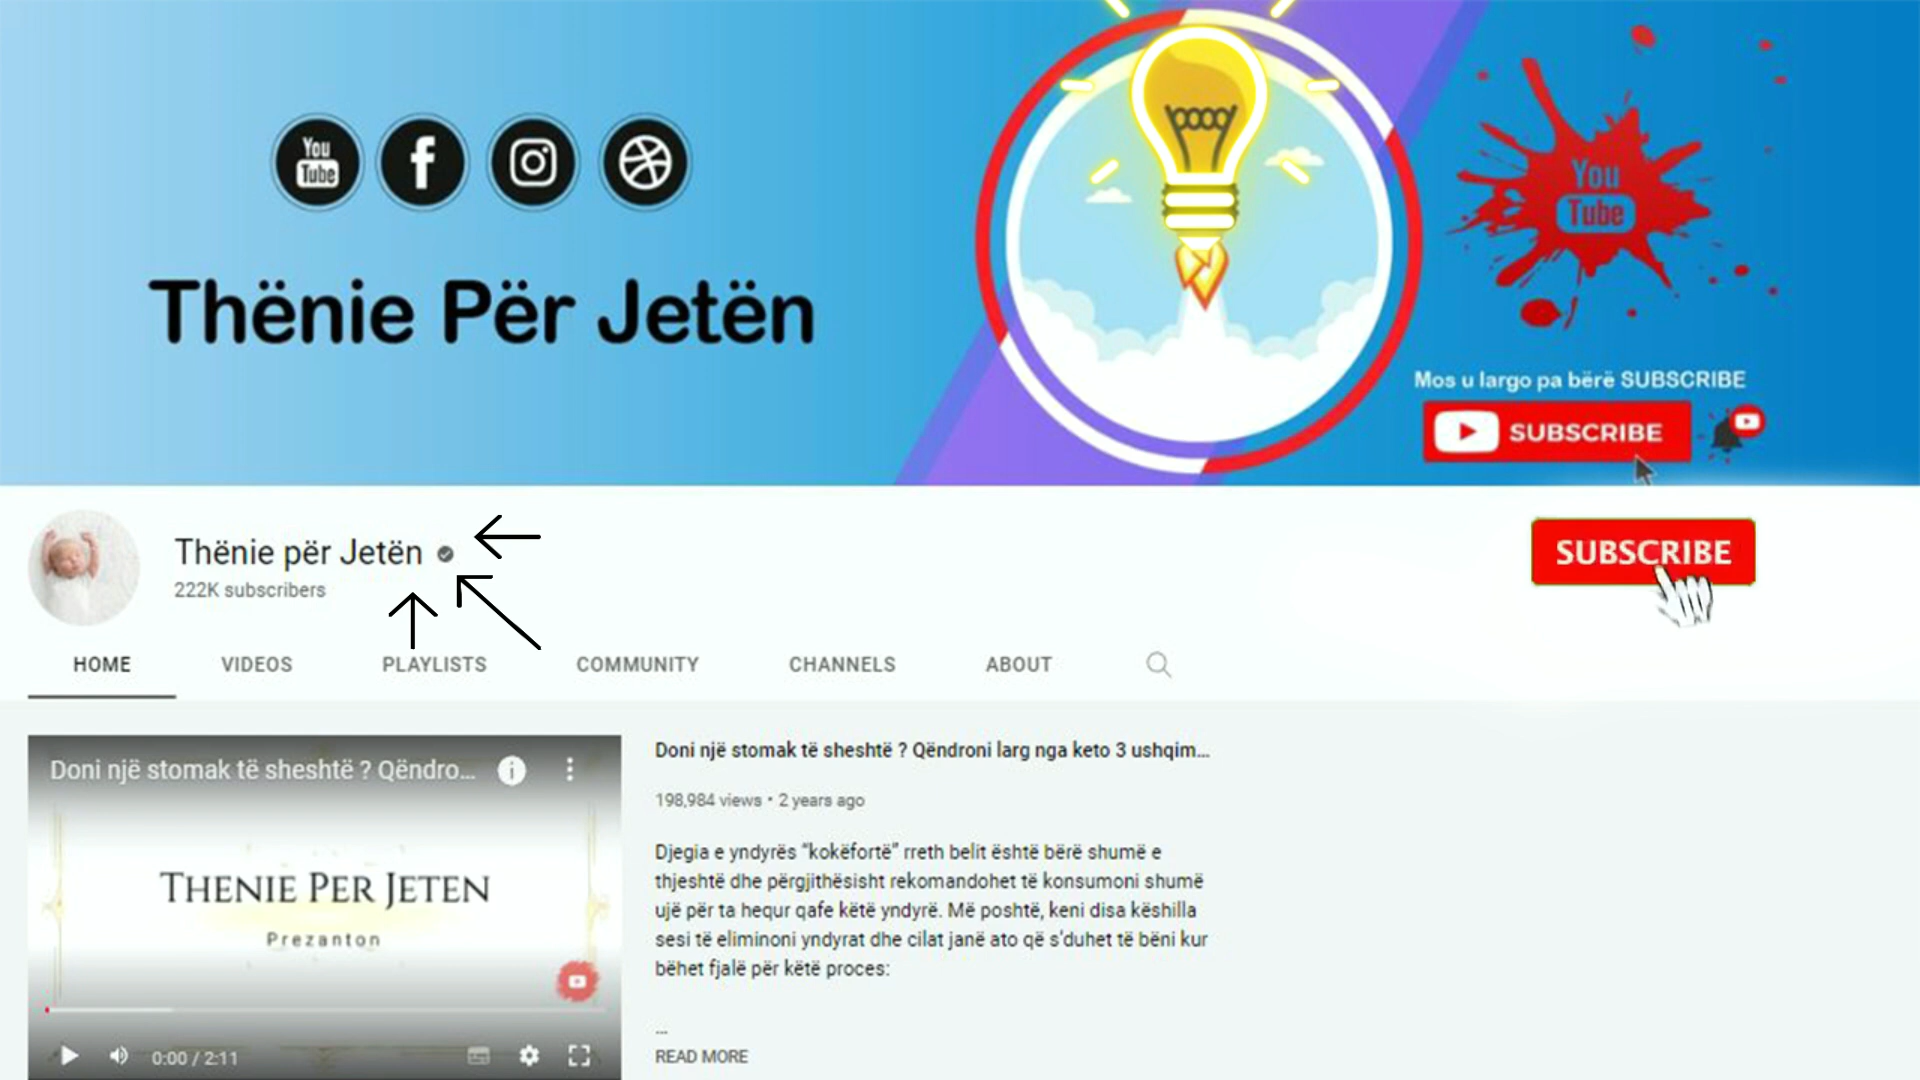 You
Tube
Thënie Për Jetën
You
Tube
Mos u largo pa bërë SUBSCRIBE
SUBSCRIBE
Thënie për Jetën
222K subscribers
SUBSCRIBE
HOME VIDEOS PLAYLISTS COMMUNITY CHANNELS ABOUT
Doni një stomak të sheshtë ? Qëndro...
THENIE PER JETEN
Prezanton
0:00 / 2:11
Doni një stomak të sheshtë ? Qëndroni larg nga keto 3 ushqim...
198,984 views • 2 years ago
Djegia e yndyrës “kokëfortë” rreth belit është bërë shumë e
thjeshtë dhe përgjithësisht rekomandohet të konsumoni shumë
ujë për ta hequr qafe këtë yndyrë. Më poshtë, keni disa këshilla
sesi të eliminoni yndyrat dhe cilat janë ato që s'duhet të bëni kur
bëhet fjalë për këtë proces:
...
READ MORE